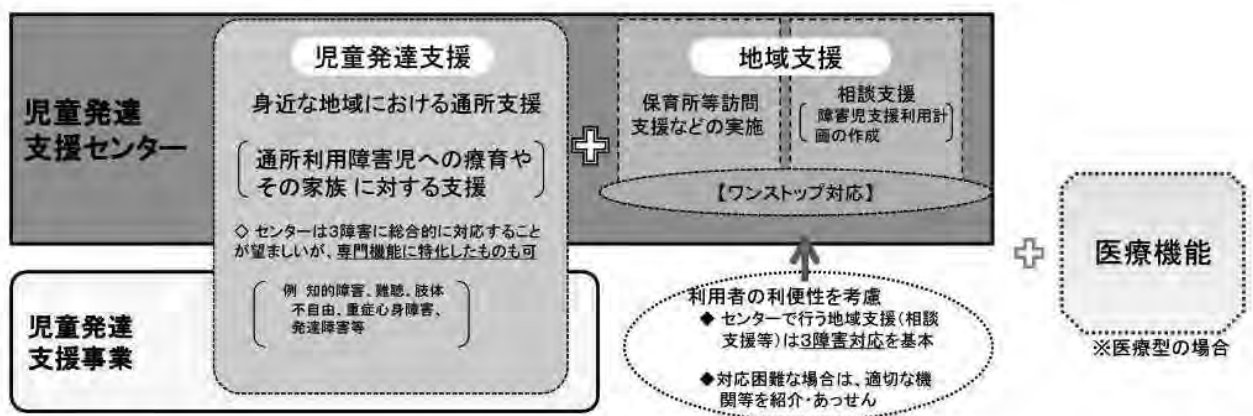 児童発達
支援センター
児童発達支援
身近な地域における通所支援
通所利用障害児への療育や
その家族に対する支援
◇ センターは3障害に総合的に対応すること
が望ましいが、専門機能に特化したものも可
例 知的障害、難聴、肢体
不自由、重症心身障害、
発達障害等
地域支援
保育所等訪問
支援などの実施
相談支援
障害児支援利用計
画の作成
【ワンストップ対応】
児童発達
支援事業
利用者の利便性を考慮
◆ センターで行う地域支援(相談
支援等)は3障害対応を基本
◆対応困難な場合は、適切な機
関等を紹介・あっせん
医療機能
※医療型の場合